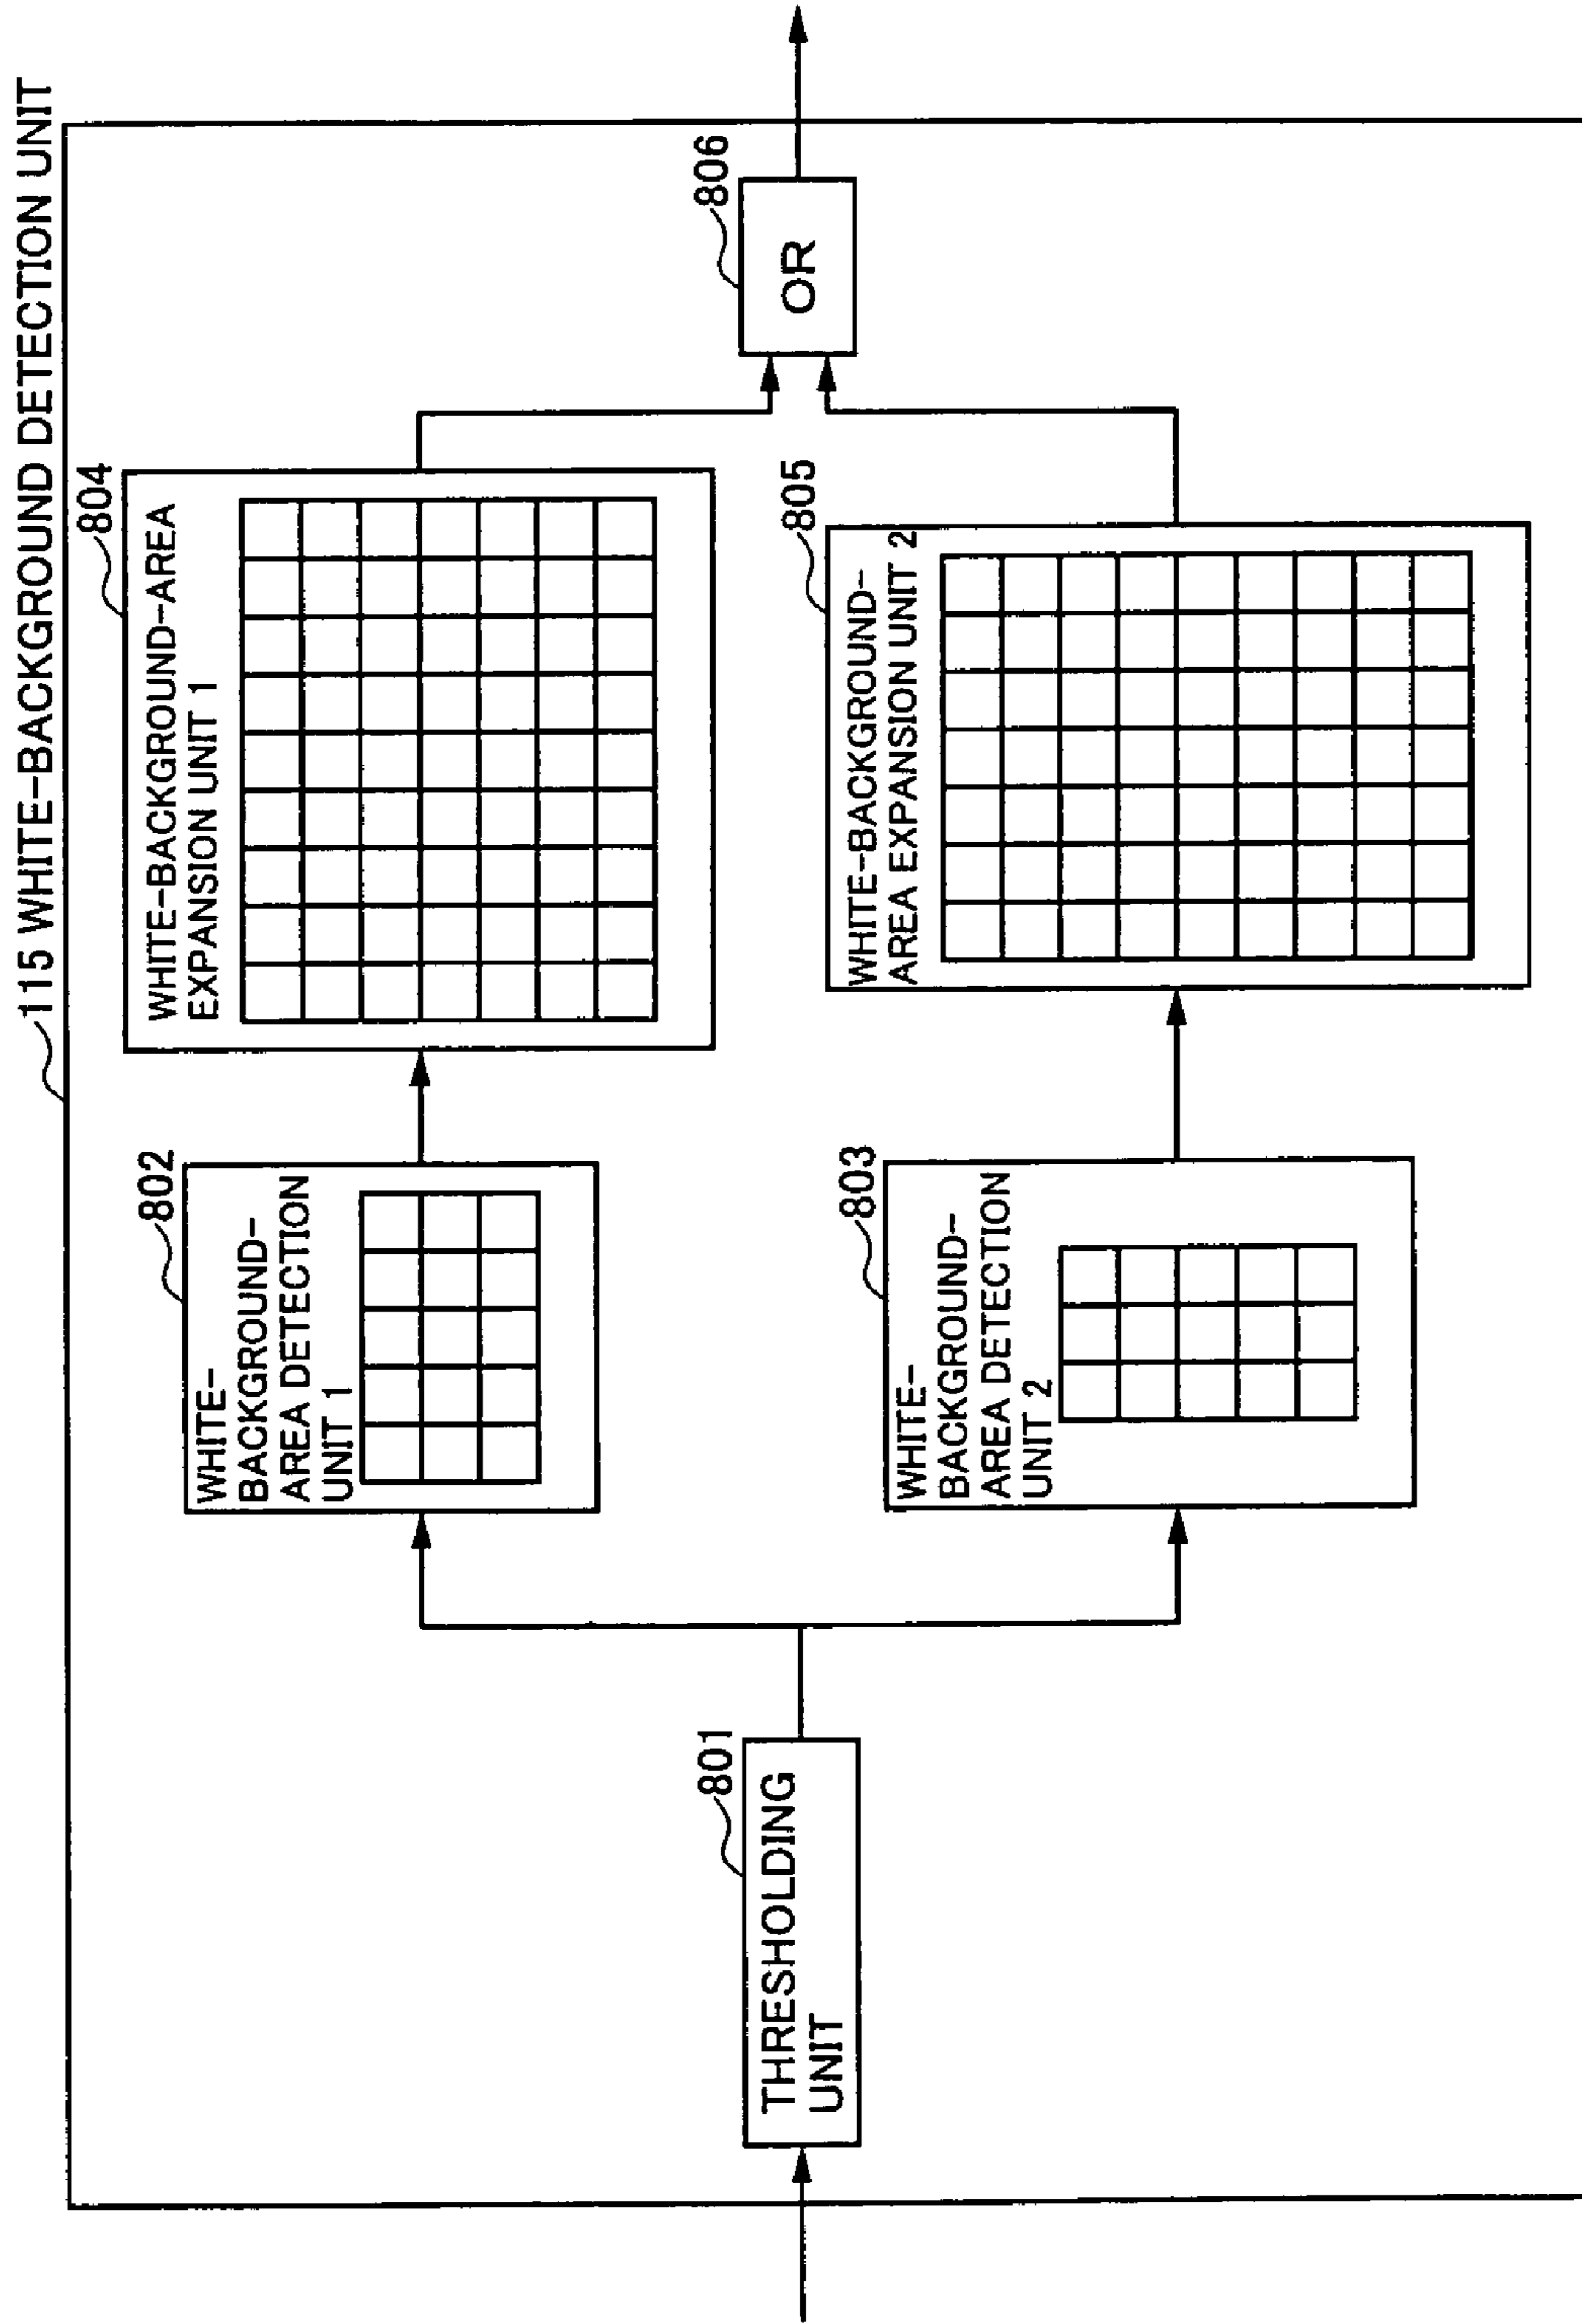 115 WHITE-BACKGROUND DETECTION UNIT
801
THRESHOLDING
UNIT
802
WHITE-
BACKGROUND-
AREA DETECTION
UNIT 1
804
WHITE-BACKGROUND-AREA
EXPANSION UNIT 1
803
WHITE-
BACKGROUND-
AREA DETECTION
UNIT 2
805
WHITE-BACKGROUND-
AREA EXPANSION UNIT 2
806
OR